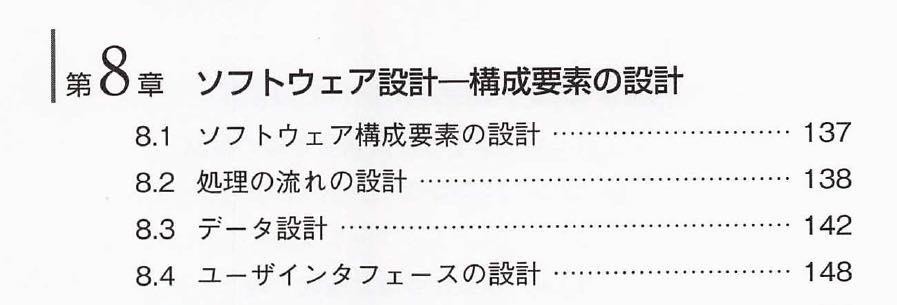 第8章 ソフトウェア設計―構成要素の設計
8.1 ソフトウェア構成要素の設計 ………………………… 137
8.2 処理の流れの設計 ……………………………………… 138
8.3 データ設計 ……………………………………………… 142
8.4 ユーザインタフェースの設計 ………………………… 148